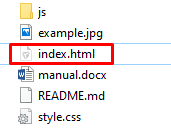 js
example.jpg
index.html
manual.docx
README.md
style.css